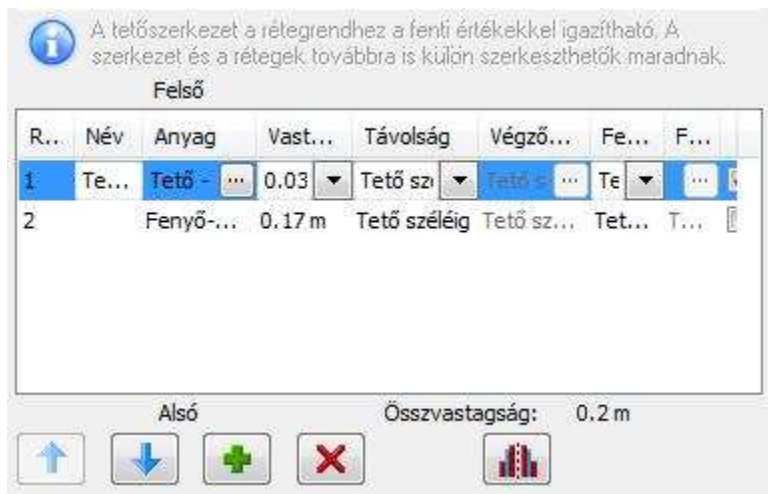 A tetőszerkezet a rétegrendhez a fenti értékekkel igazítható. A
szerkezet és a rétegek továbbra is külön szerkeszthetők maradnak.
Felső
R.. Név Anyag Vast... Távolság Végző... Fe... F...
1 Te... Tető - ... 0.03 Tető szé Tető s ... Te ...
2 Fenyő-... 0.17 m Tető széléig Tető sz... Tet... T...
Alsó Összvastagság: 0.2 m